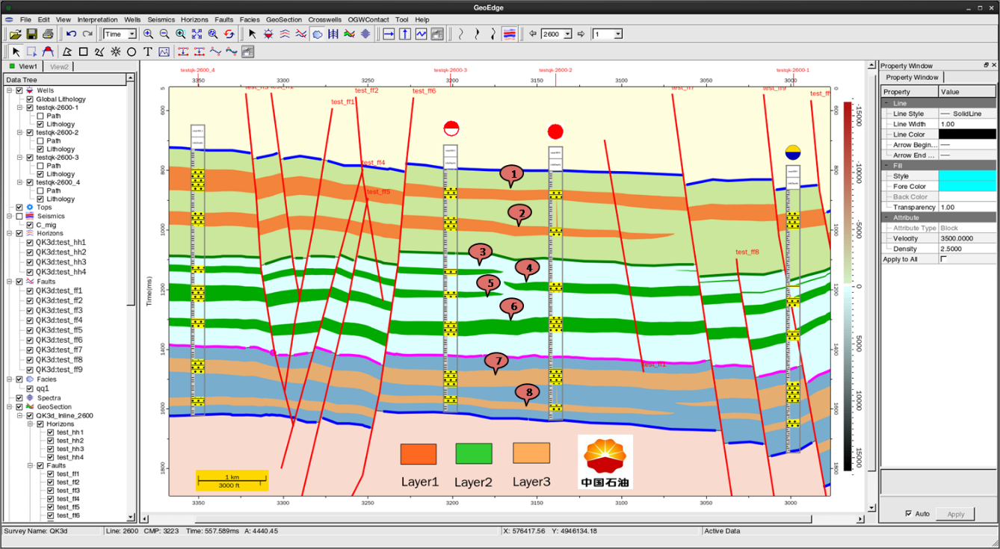 GeoEdge
File Edit View Interpretation Wells Seismics Horizons Faults Facies GeoSection Crosswells OGWContact Tool Help
Time 2600 1
View1 View2
Data Tree
Wells
Global Lithology
testqk-2600-1
Path
Lithology
testqk-2600-2
Path
Lithology
testqk-2600-3
Path
Lithology
testqk-2600_4
Path
Lithology
Tops
Seismics
C_mig
Horizons
QK3d:test_hh1
QK3d:test_hh2
QK3d:test_hh3
QK3d:test_hh4
Faults
QK3d:test_ff1
QK3d:test_ff2
QK3d:test_ff3
QK3d:test_ff4
QK3d:test_ff5
QK3d:test_ff6
QK3d:test_ff7
QK3d:test_ff8
QK3d:test_ff9
Facies
qq1
Spectra
GeoSection
QK3d_Inline_2600
Horizons
test_hh1
test_hh2
test_hh3
test_hh4
Faults
test_ff1
test_ff2
test_ff3
test_ff4
test_ff5
test_ff6
testqk-2600_4 testqk-2600-3 testqk-2600-2 testqk-2600-1
3350 3300 3250 3200 3150 3100 3050 3000
test_ff2 test_ff6
test_ff1
test_ff4
test_ff5
test_ff8
test_ff1
Time(ms)
600 800 1000 1200 1400 1600 1800
1
2
3
4
5
6
7
8
600 800 1000 1200 1400 1600 1800
-15000 -10000 -5000 0 5000 10000 15000
1 km
3000 ft
Layer1 Layer2 Layer3
中国石油
3350 3300 3250 3200 3150 3100 3050 3000
Property Window
Property Window
Property Value
Line
Line Style SolidLine
Line Width 1.00
Line Color
Arrow Begin...
Arrow End ...
Fill
Style
Fore Color
Back Color
Transparency 1.00
Attribute
Attribute Type Block
Velocity 3500.0000
Density 2.5000
Apply to All
Auto Apply
Survey Name: QK3d Line: 2600 CMP: 3223 Time: 557.589ms A: 4440.45 X: 576417.56 Y: 4946134.18 Active Data